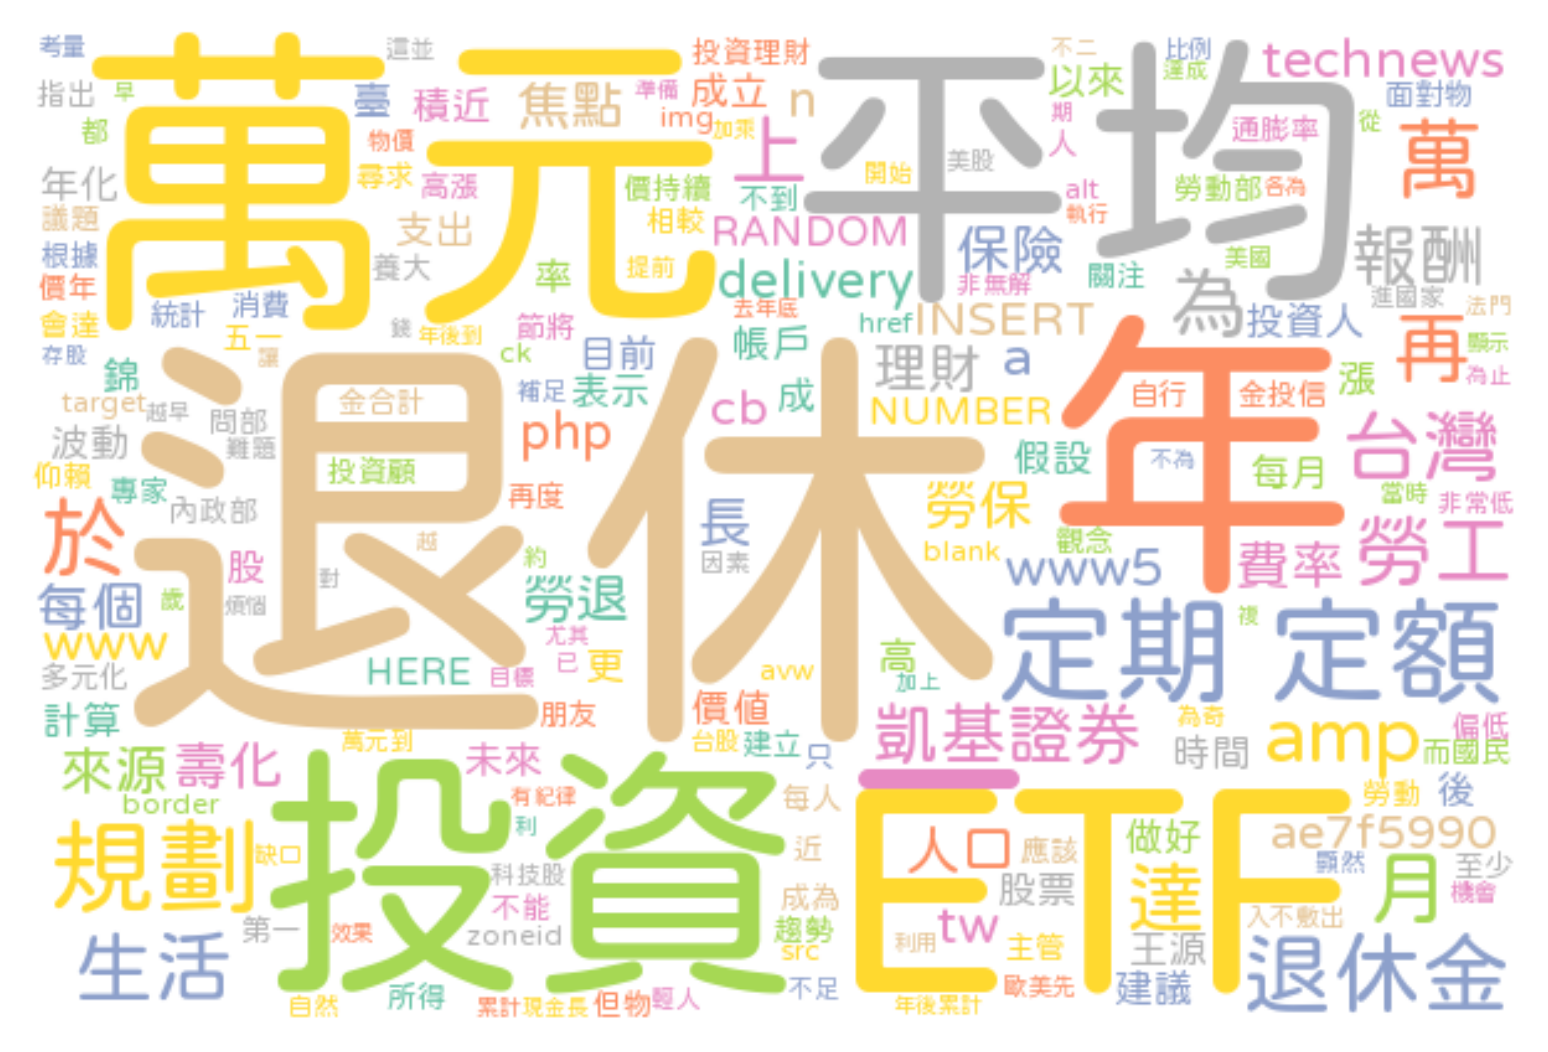 考量
這並
投資理財
不二
比例
technews
指出
早
萬元
臺
積近
焦點
準備
成立
n
平均
以來
達成
面對物
都
物價
img
加乘
上
期
人
通膨率
從
萬
年化
尋求
高漲
價持續
不到
開始
美股
alt
勞動部
各為
議題
支出
相較
RANDOM
執行
根據
養大
率
提前
delivery
保險
非無解
關注
美國
報酬
價年
統計
消費
去年底
為
進國家
法門
會達
五一
錢
年後到
節將
href
INSERT
投資人
再
顯示
存股
讓
ck
目前
帳戶
理財
a
為止
錦
退休
金合計
補足
表示
cb
成
年
自行
金投信
漲
target
越早
問部
php
NUMBER
台灣
波動
難題
假設
不為
每月
仰賴
專家
投資顧
再度
長
勞保
當時
非常低
內政部
越
約
因素
blank
觀念
於
股
對
www5
費率
勞工
每個
歲
煩惱
勞退
定期 定額
複
www
尤其
已
更
高
多元化
HERE
目標
avw
加上
計算
朋友
價值
凱基證券
為奇
amp
偏低
萬元到
台股
建立
只
時間
而國民
來源
壽化
投資
未來
ETF
border
有紀律
每人
勞動
後
規劃
缺口
利
近
人口
應該
做好
ae7f5990
科技股
股票
達
顯然
月
至少
機會
不能
成為
入不敷出
生活
第一
效果
zoneid
趨勢
src
利用
tw
主管
王源
退休金
自然
所得
累計
現金長
但物
輕人
不足
年後累計
歐美先
建議